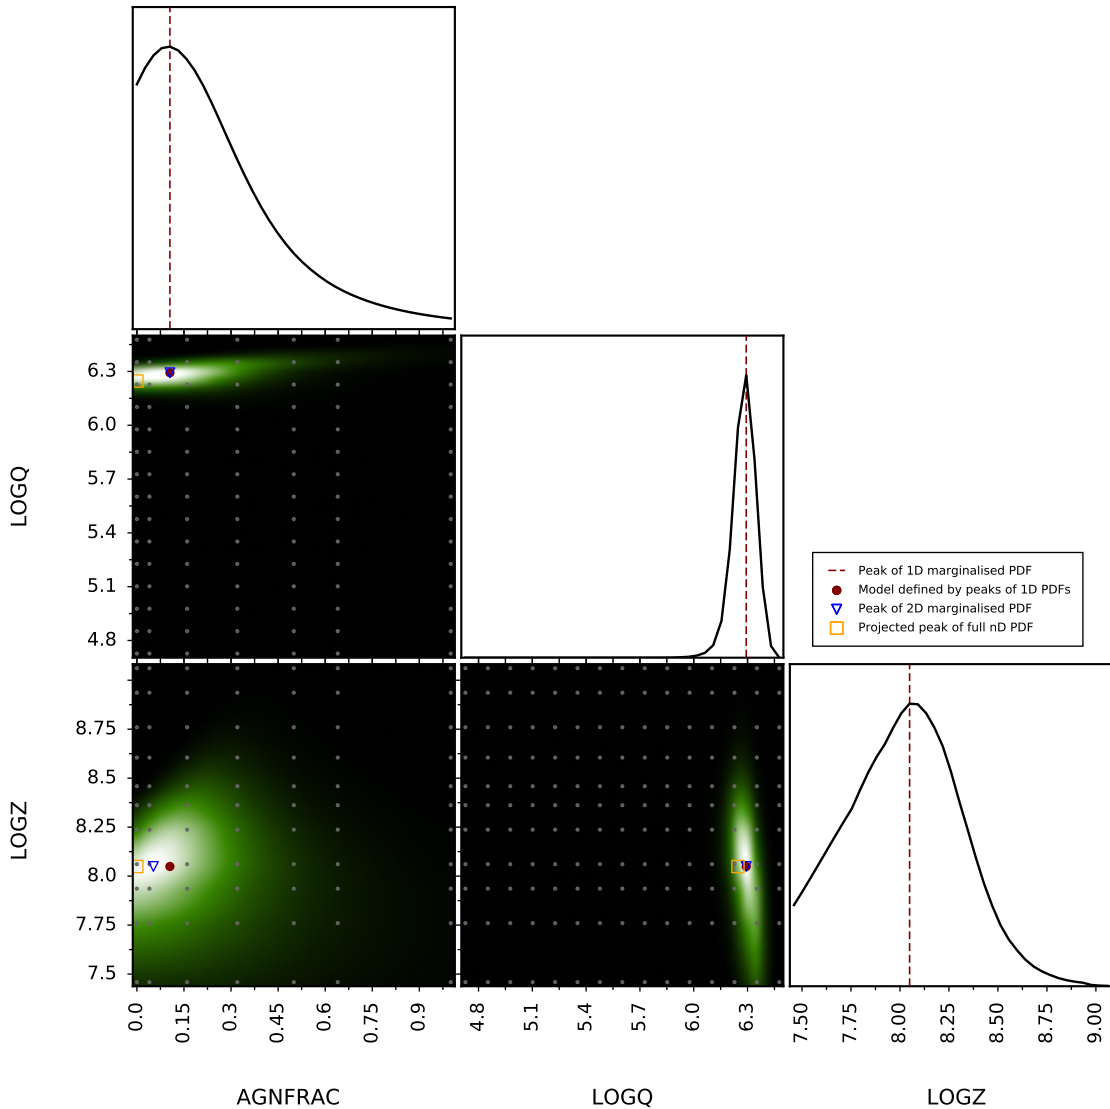 6.3
6.0
5.7
5.4
5.1
4.8
LOGQ
Peak of 1D marginalised PDF
Model defined by peaks of 1D PDFs
Peak of 2D marginalised PDF
Projected peak of full nD PDF
8.75
8.5
8.25
8.0
7.75
7.5
LOGZ
0.0 0.15 0.3 0.45 0.6 0.75 0.9
4.8 5.1 5.4 5.7 6.0 6.3
7.50 7.75 8.00 8.25 8.50 8.75 9.00
AGNFRAC LOGQ LOGZ